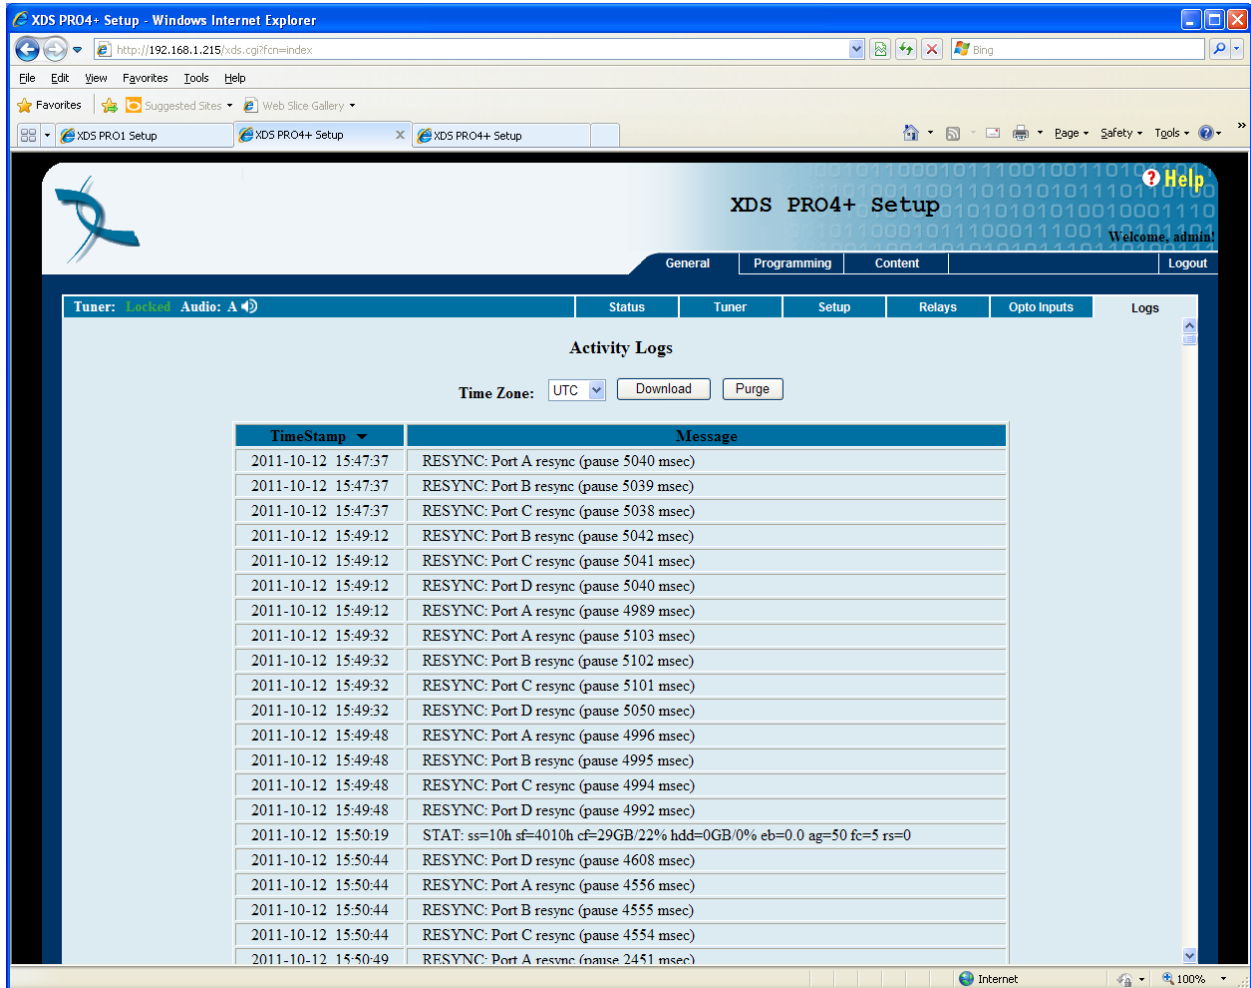 XDS PRO4+ Setup - Windows Internet Explorer
http://192.168.1.215/xds.cgi?fcn=index
Bing
File Edit View Favorites Tools Help
Favorites Suggested Sites Web Slice Gallery
XDS PRO1 Setup XDS PRO4+ Setup X XDS PRO4+ Setup Page Safety Tools »
? Help
XDS PRO4+ Setup
Welcome, admin!
General Programming Content Logout
Tuner: Locked Audio: A Status Tuner Setup Relays Opto Inputs Logs
Activity Logs
Time Zone: UTC Download Purge
TimeStamp Message
2011-10-12 15:47:37 RESYNC: Port A resync (pause 5040 msec)
2011-10-12 15:47:37 RESYNC: Port B resync (pause 5039 msec)
2011-10-12 15:47:37 RESYNC: Port C resync (pause 5038 msec)
2011-10-12 15:49:12 RESYNC: Port B resync (pause 5042 msec)
2011-10-12 15:49:12 RESYNC: Port C resync (pause 5041 msec)
2011-10-12 15:49:12 RESYNC: Port D resync (pause 5040 msec)
2011-10-12 15:49:12 RESYNC: Port A resync (pause 4989 msec)
2011-10-12 15:49:32 RESYNC: Port A resync (pause 5103 msec)
2011-10-12 15:49:32 RESYNC: Port B resync (pause 5102 msec)
2011-10-12 15:49:32 RESYNC: Port C resync (pause 5101 msec)
2011-10-12 15:49:32 RESYNC: Port D resync (pause 5050 msec)
2011-10-12 15:49:48 RESYNC: Port A resync (pause 4996 msec)
2011-10-12 15:49:48 RESYNC: Port B resync (pause 4995 msec)
2011-10-12 15:49:48 RESYNC: Port C resync (pause 4994 msec)
2011-10-12 15:49:48 RESYNC: Port D resync (pause 4992 msec)
2011-10-12 15:50:19 STAT: ss=10h sf=4010h cf=29GB/22% hdd=0GB/0% eb=0.0 ag=50 fc=5 rs=0
2011-10-12 15:50:44 RESYNC: Port D resync (pause 4608 msec)
2011-10-12 15:50:44 RESYNC: Port A resync (pause 4556 msec)
2011-10-12 15:50:44 RESYNC: Port B resync (pause 4555 msec)
2011-10-12 15:50:44 RESYNC: Port C resync (pause 4554 msec)
2011-10-12 15:50:49 RESYNC: Port A resync (pause 2451 msec)
Internet 100%